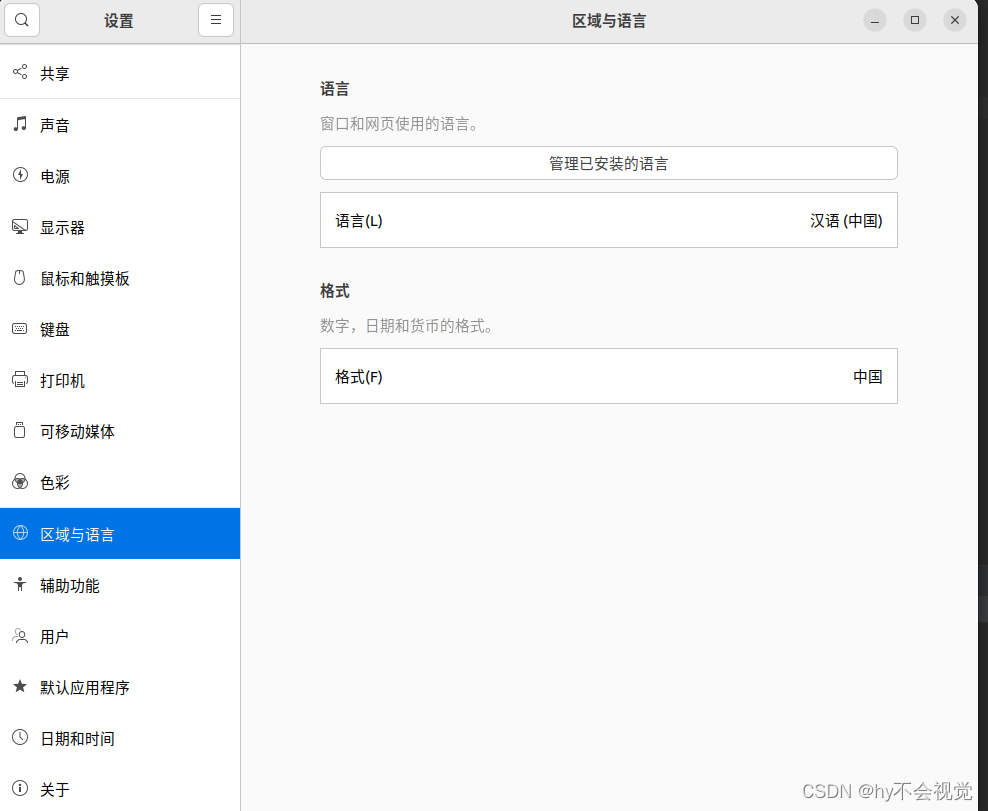 设置
区域与语言
共享
声音
电源
显示器
鼠标和触摸板
键盘
打印机
可移动媒体
色彩
区域与语言
辅助功能
用户
默认应用程序
日期和时间
关于
语言
窗口和网页使用的语言。
管理已安装的语言
语言(L) 汉语 (中国)
格式
数字，日期和货币的格式。
格式(F) 中国
CSDN @hy不会视觉